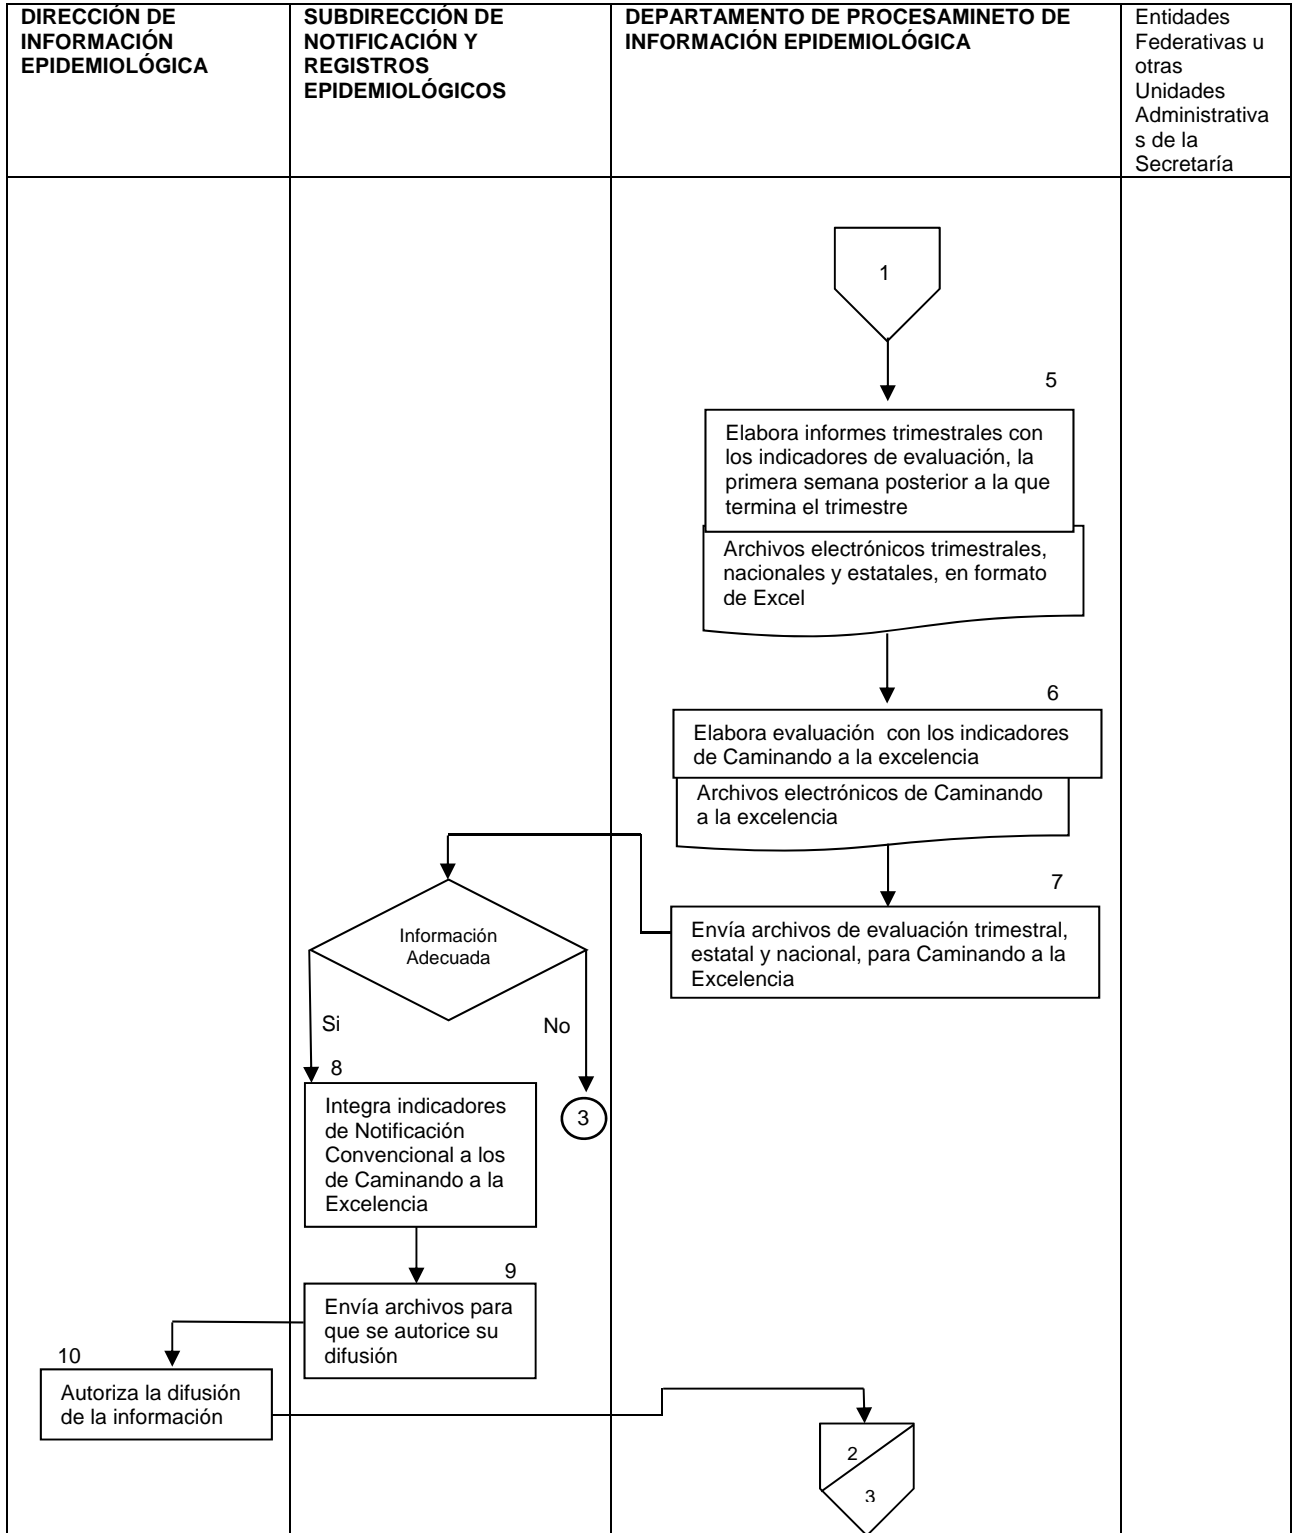 DIRECCIÓN DE
INFORMACIÓN
EPIDEMIOLÓGICA
SUBDIRECCIÓN DE
NOTIFICACIÓN Y
REGISTROS
EPIDEMIOLÓGICOS
DEPARTAMENTO DE PROCESAMINETO DE
INFORMACIÓN EPIDEMIOLÓGICA
Entidades
Federativas u
otras
Unidades
Administrativa
s de la
Secretaría
1
5
Elabora informes trimestrales con
los indicadores de evaluación, la
primera semana posterior a la que
termina el trimestre
Archivos electrónicos trimestrales,
nacionales y estatales, en formato
de Excel
6
Elabora evaluación  con los indicadores
de Caminando a la excelencia
Archivos electrónicos de Caminando
a la excelencia
7
Envía archivos de evaluación trimestral,
estatal y nacional, para Caminando a la
Excelencia
Información
Adecuada
Si
No
8
Integra indicadores
de Notificación
Convencional a los
de Caminando a la
Excelencia
3
9
Envía archivos para
que se autorice su
difusión
10
Autoriza la difusión
de la información
2
3